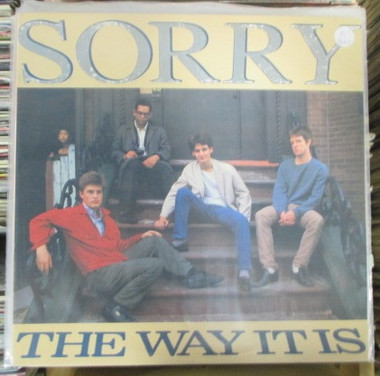 SORRY
THE WAY IT IS